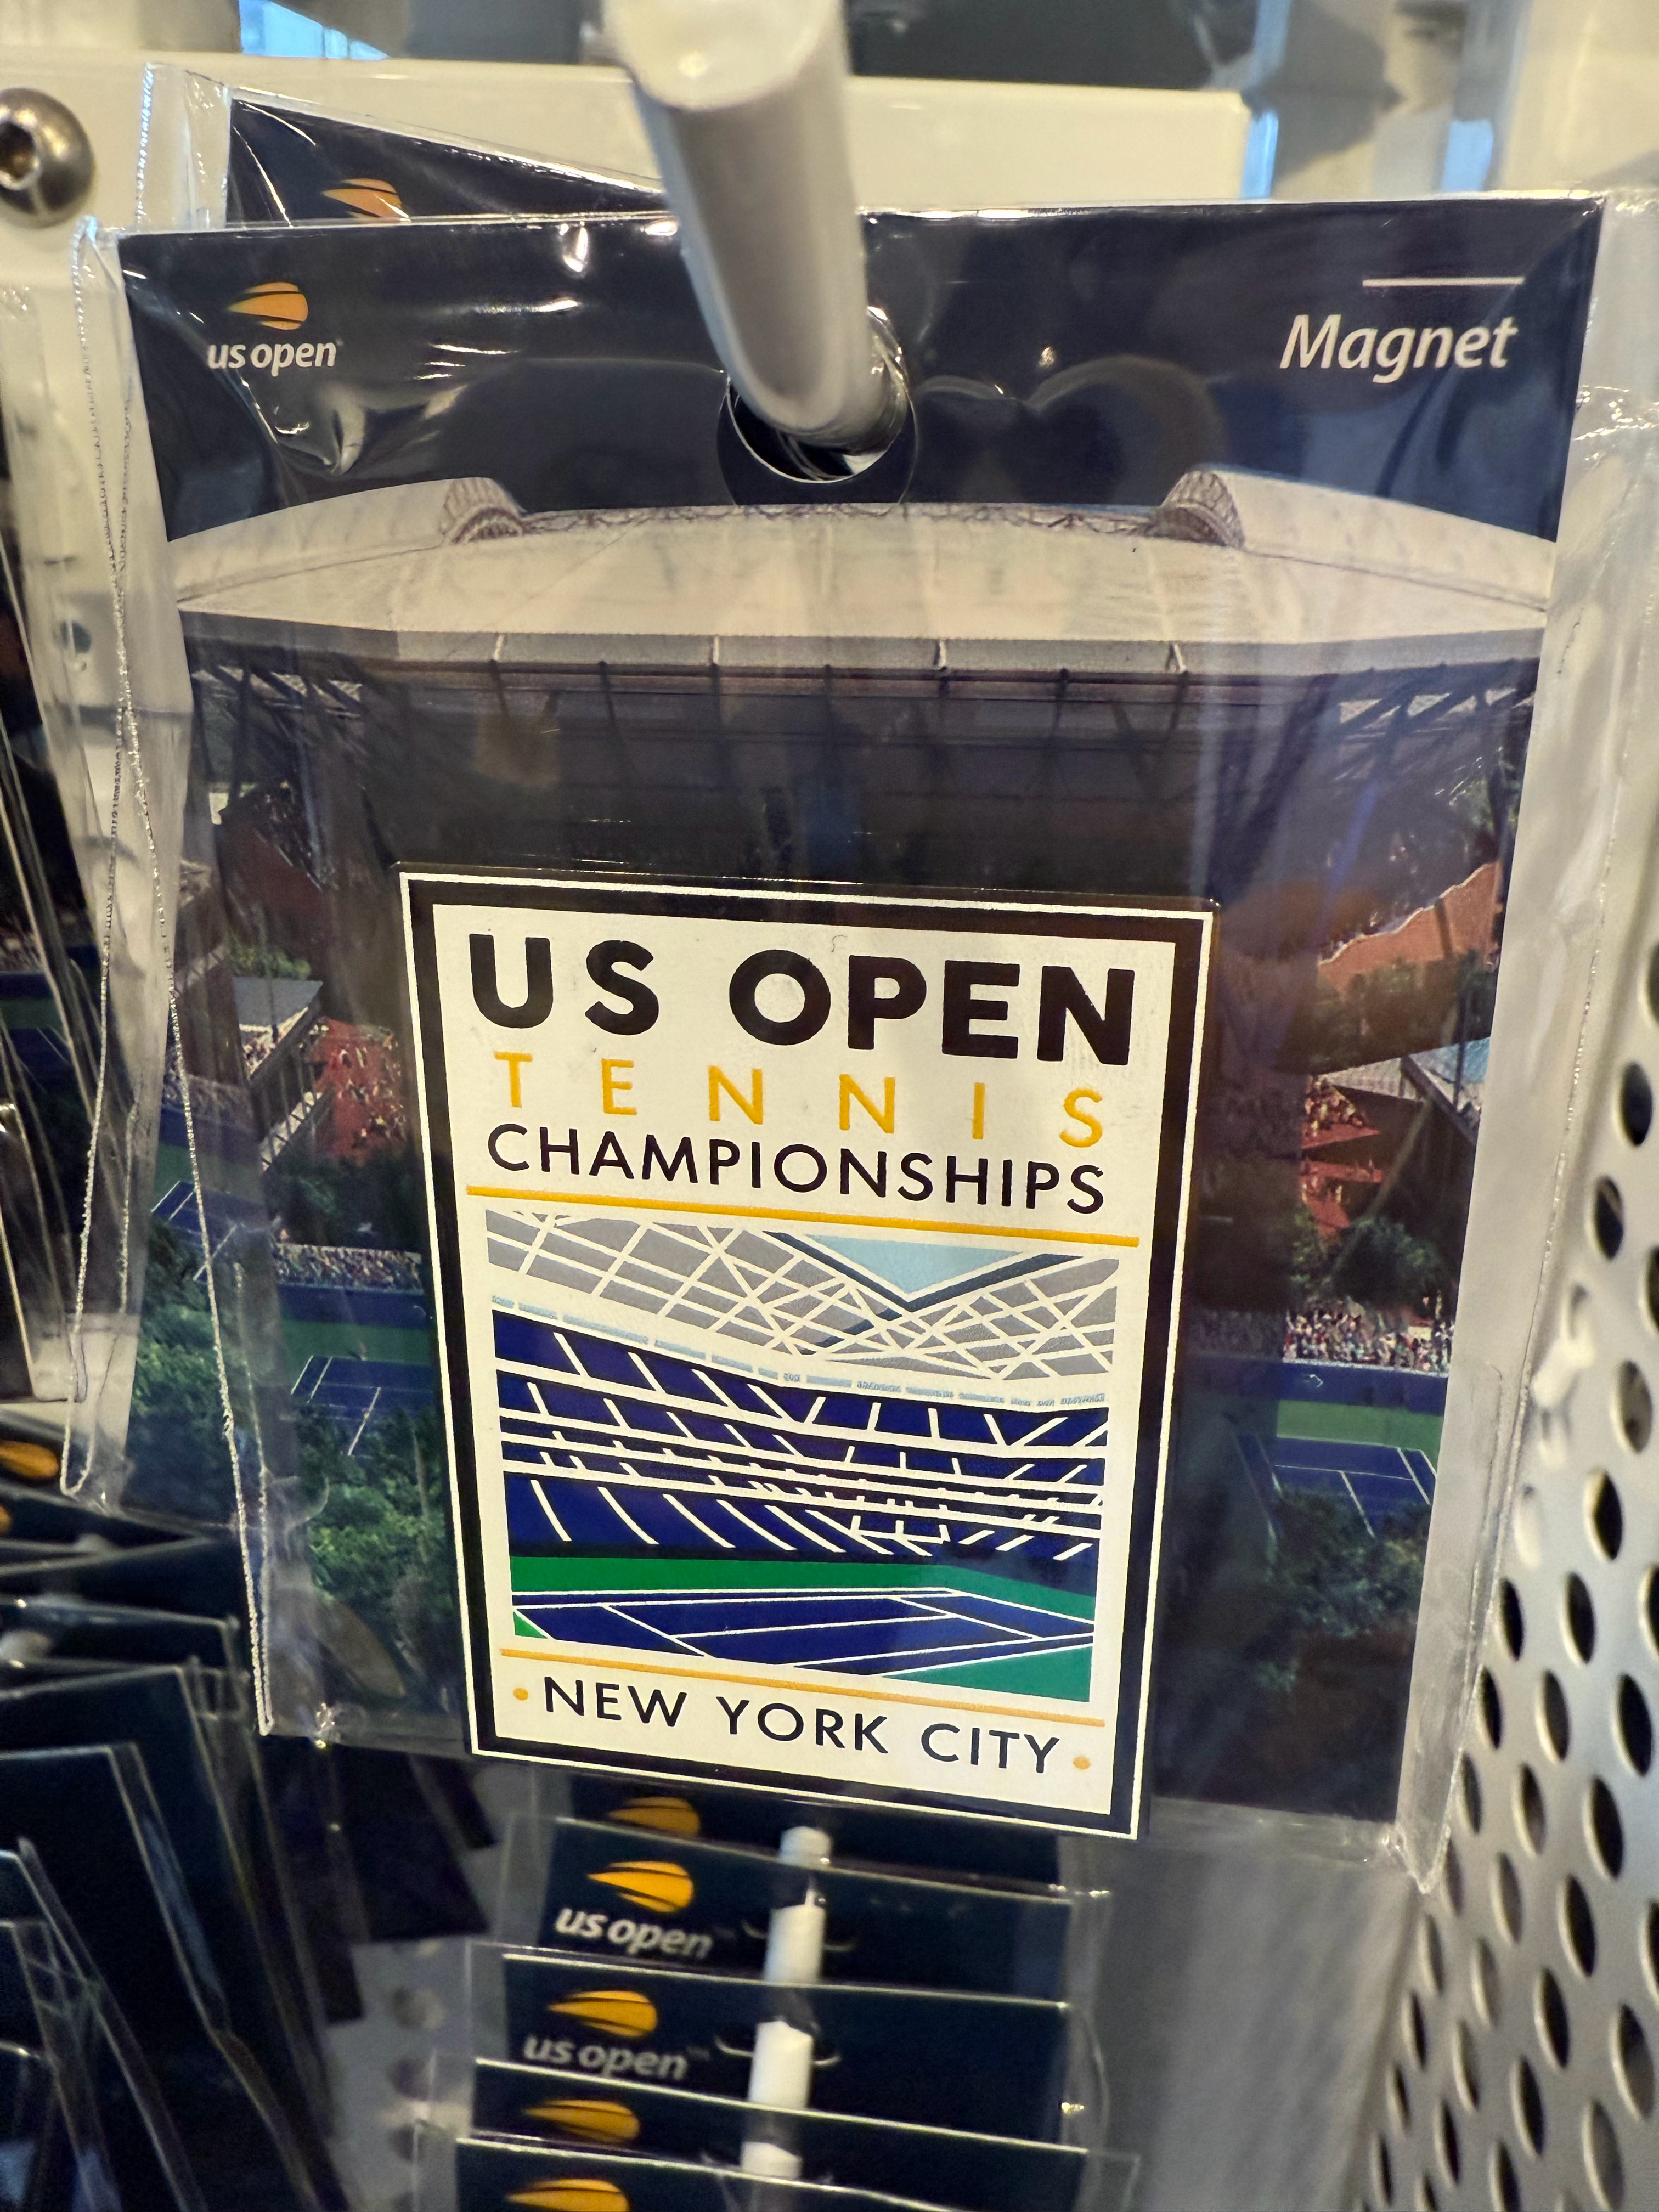 us open
Magnet
US OPEN
TENNIS
CHAMPIONSHIPS
• NEW YORK CITY •
us open
us open